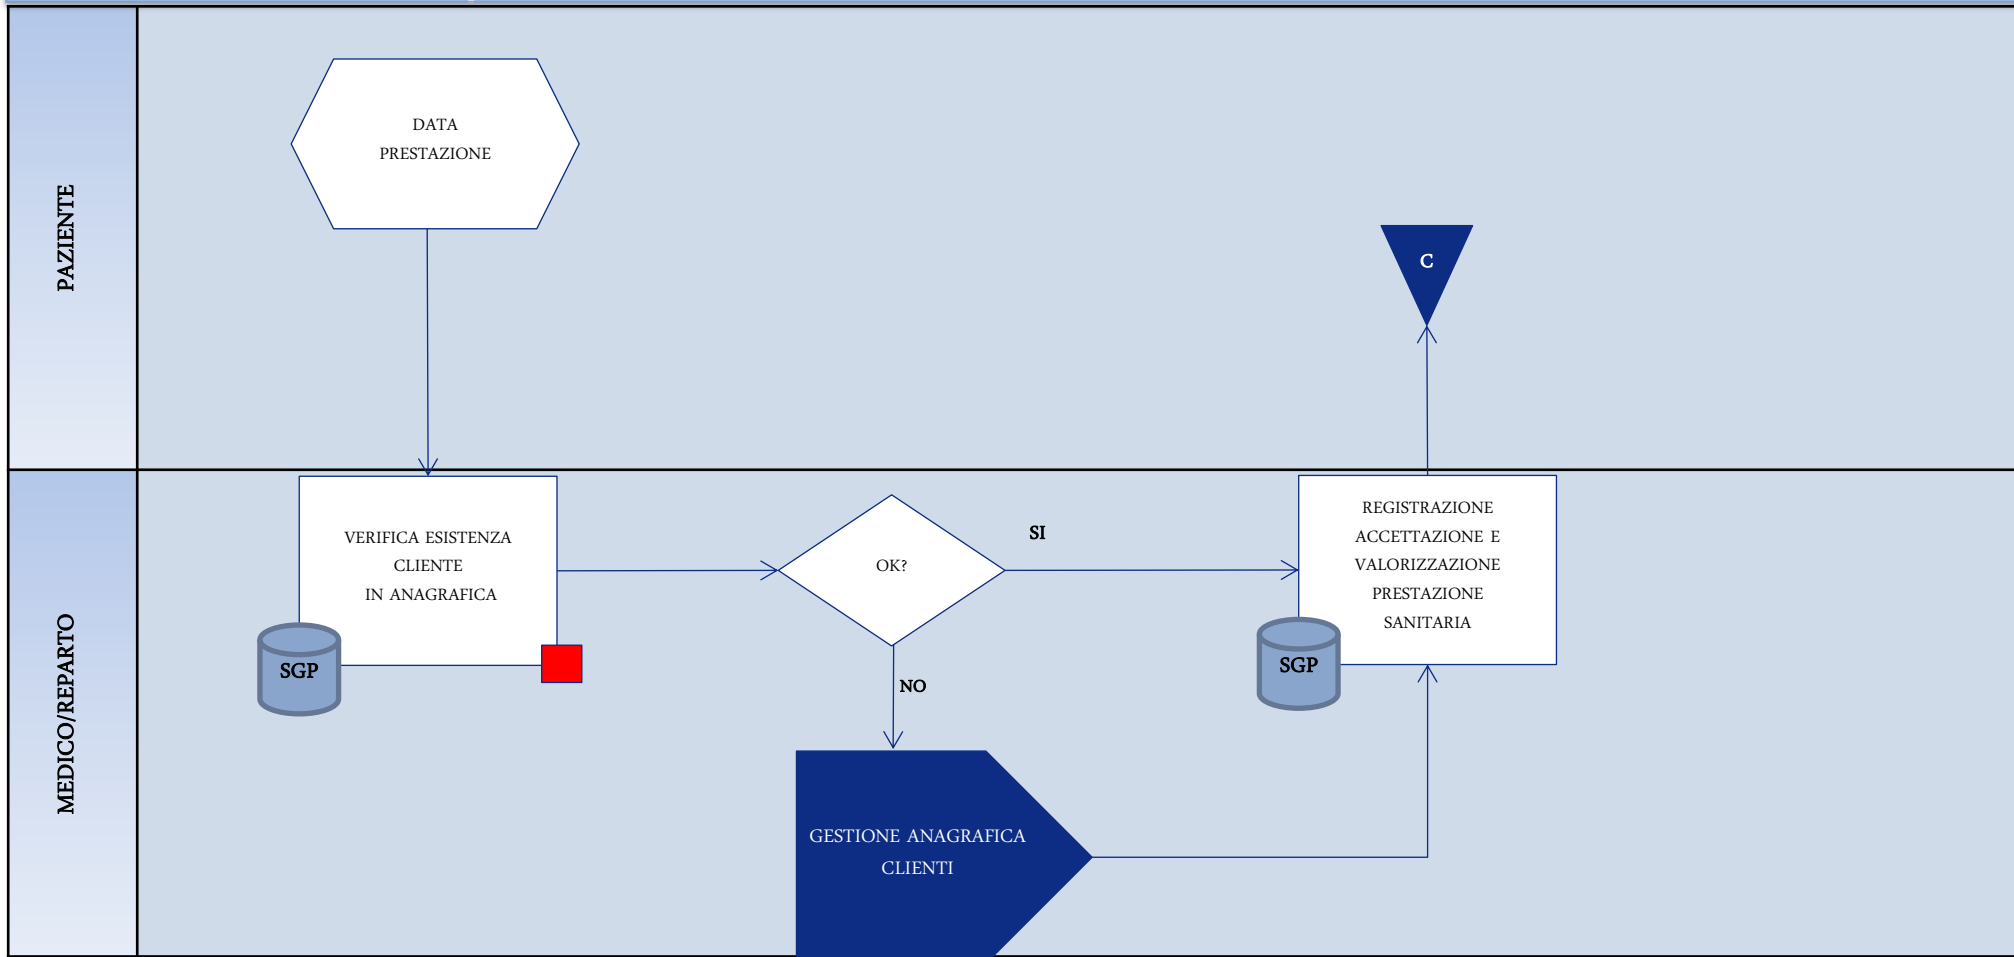 PAZIENTE
DATA
PRESTAZIONE
C
MEDICO/REPARTO
VERIFICA ESISTENZA
CLIENTE
IN ANAGRAFICA
SGP
OK?
SI
NO
REGISTRAZIONE
ACCETTAZIONE E
VALORIZZAZIONE
PRESTAZIONE
SANITARIA
SGP
GESTIONE ANAGRAFICA
CLIENTI